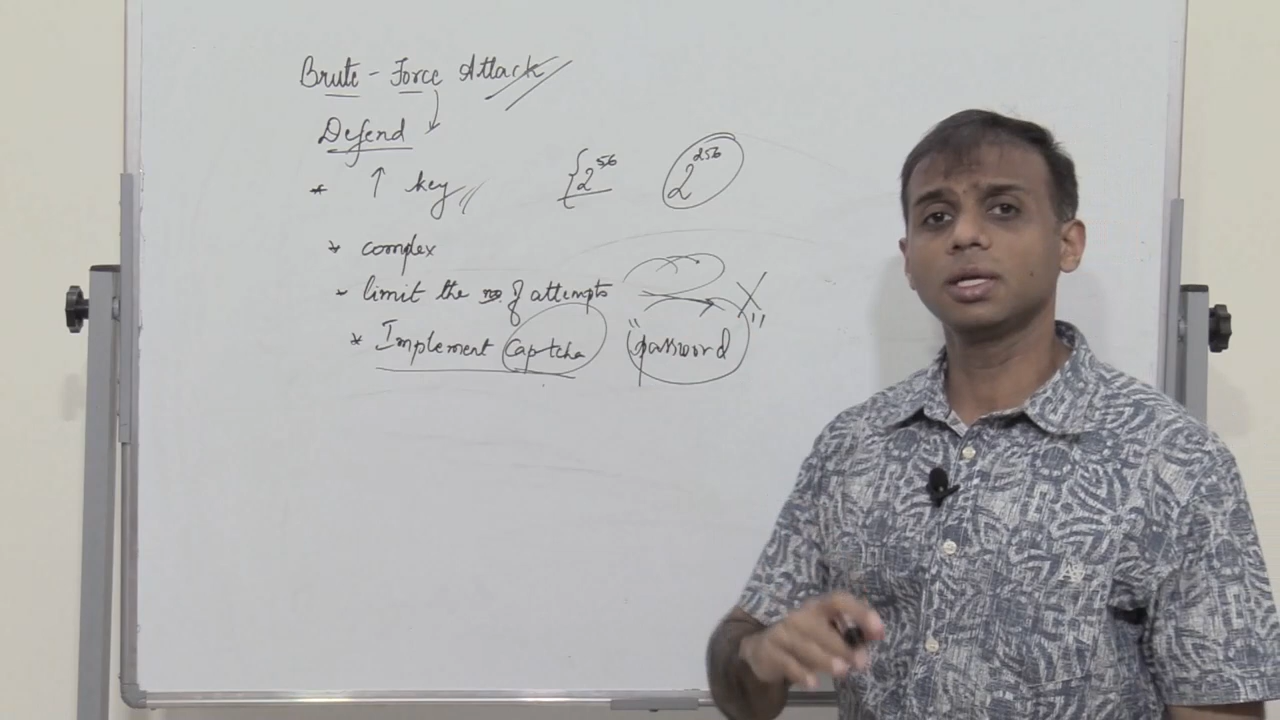 Brute-Force Attack
Defend
* ↑ key {2^56 2^256
* complex
* limit the no of attempts X
* Implement Captcha "password"